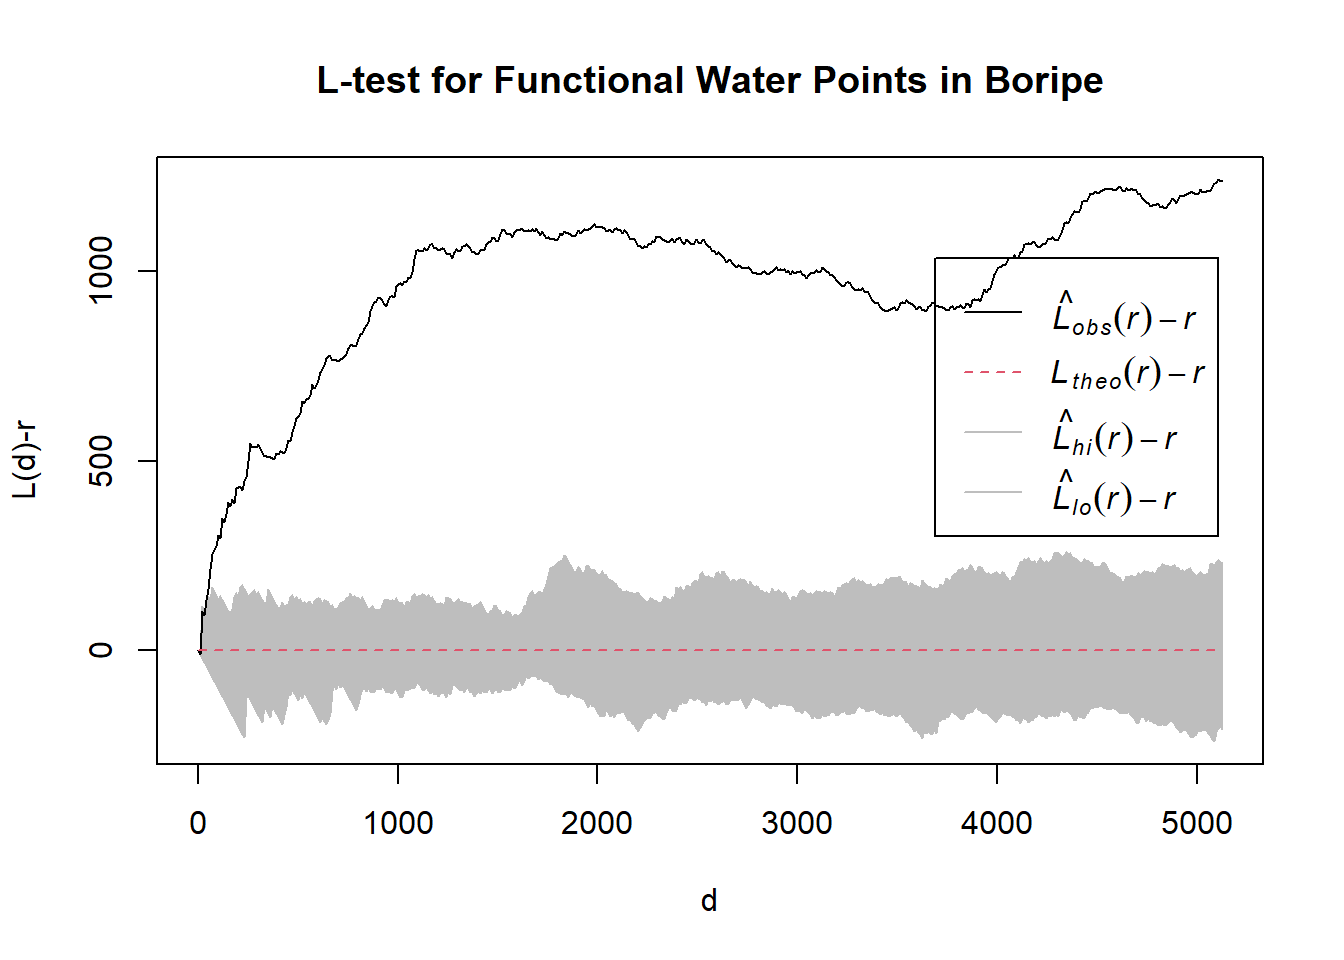 L-test for Functional Water Points in Boripe
L(d)-r
1000
500
0
L̂obs(r) – r
Ltheo(r) – r
L̂hi(r) – r
L̂lo(r) – r
0 1000 2000 3000 4000 5000
d